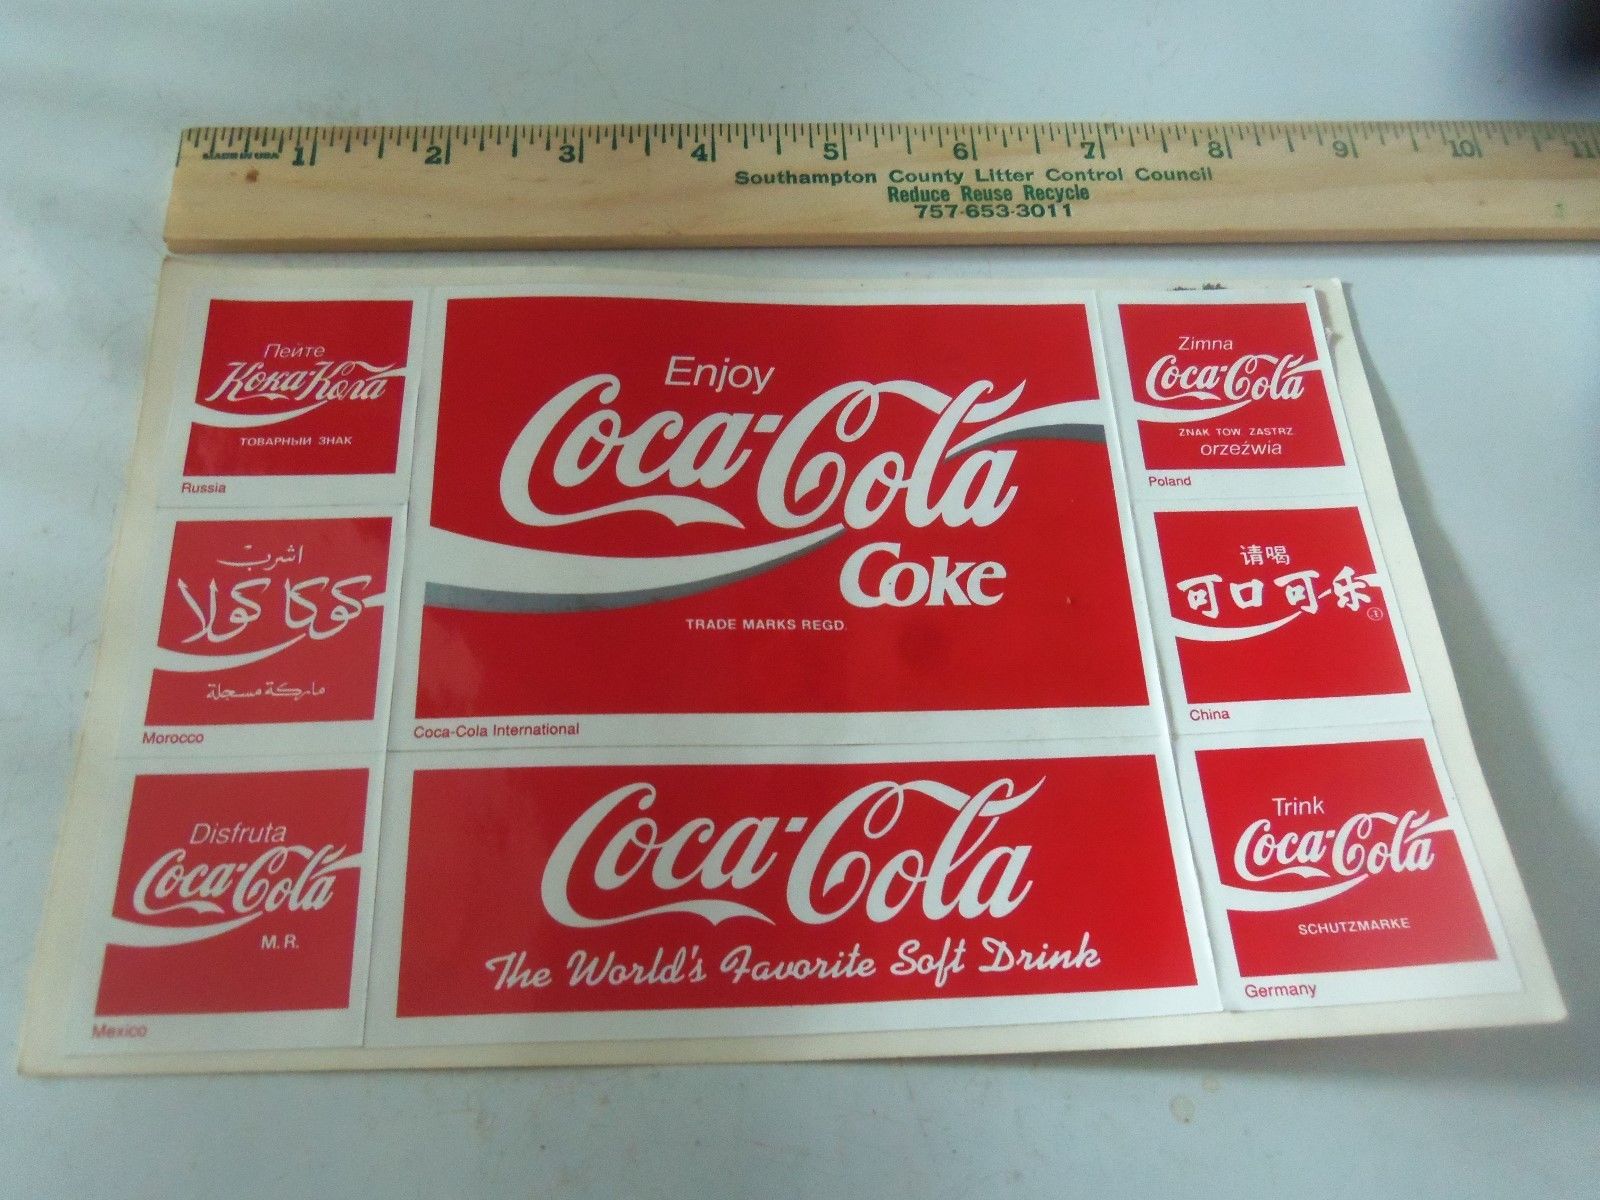 MADE IN USA
1 2 3 4 5 6 7 8 9 10 11
Southampton County Litter Control Council
Reduce Reuse Recycle
757-653-3011
Пейте
Кока-Кола
ТОВАРНЫЙ ЗНАК
Russia
اشرب
كوكا كولا
ماركة مسجلة
Morocco
Disfruta
Coca-Cola
M.R.
Mexico
Enjoy
Coca-Cola
Coke
TRADE MARKS REGD.
Coca-Cola International
Coca-Cola
The World's Favorite Soft Drink
Zimna
Coca-Cola
ZNAK TOW. ZASTRZ.
orzeźwia
Poland
请喝
可口可乐
China
Trink
Coca-Cola
SCHUTZMARKE
Germany